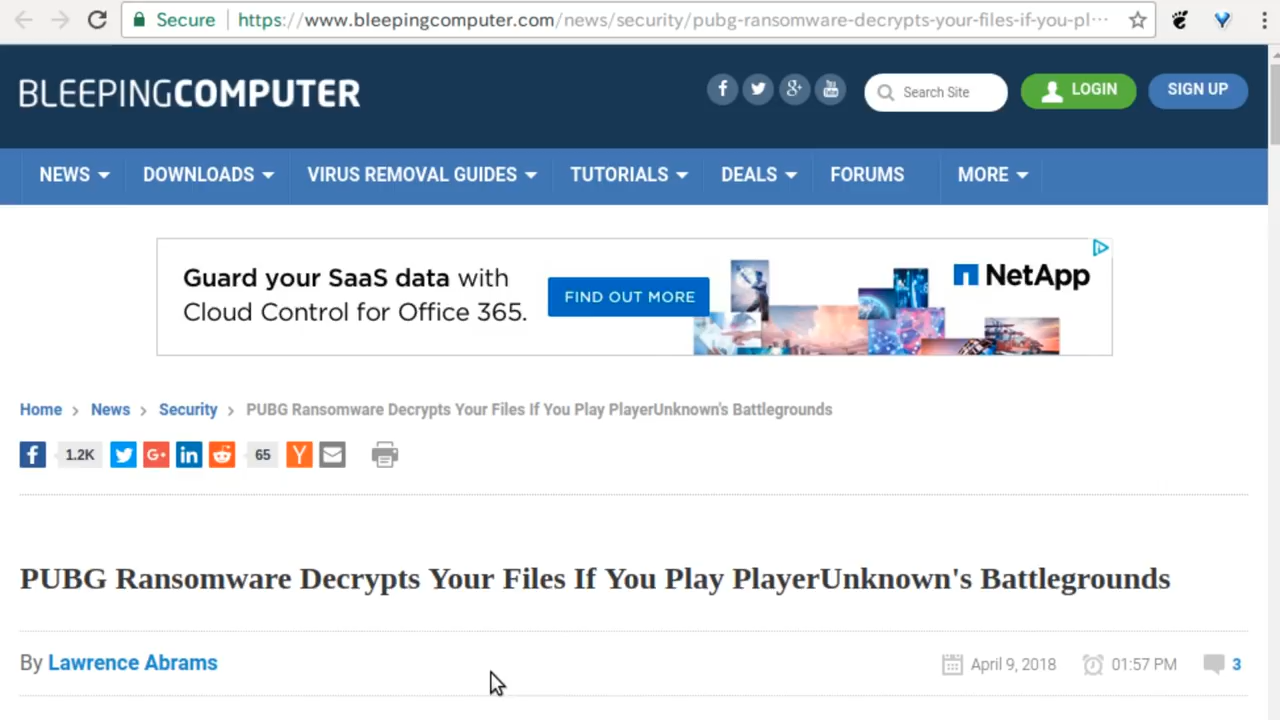 Secure https://www.bleepingcomputer.com/news/security/pubg-ransomware-decrypts-your-files-if-you-pl···
BLEEPINGCOMPUTER
Search Site
LOGIN
SIGN UP
NEWS DOWNLOADS VIRUS REMOVAL GUIDES TUTORIALS DEALS FORUMS MORE
Guard your SaaS data with
Cloud Control for Office 365.
FIND OUT MORE
NetApp
Home > News > Security > PUBG Ransomware Decrypts Your Files If You Play PlayerUnknown's Battlegrounds
1.2K 65
PUBG Ransomware Decrypts Your Files If You Play PlayerUnknown's Battlegrounds
By Lawrence Abrams April 9, 2018 01:57 PM 3